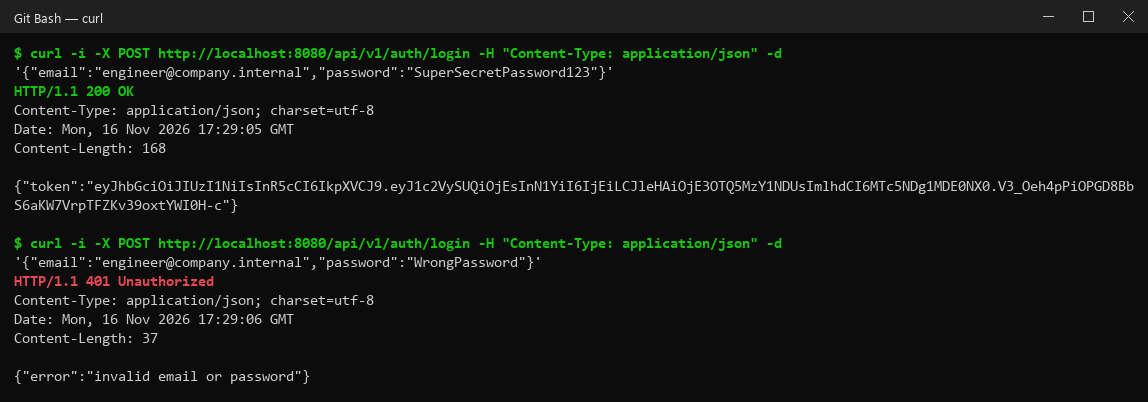 Git Bash — curl
$ curl -i -X POST http://localhost:8080/api/v1/auth/login -H "Content-Type: application/json" -d
'{"email":"engineer@company.internal","password":"SuperSecretPassword123"}'
HTTP/1.1 200 OK
Content-Type: application/json; charset=utf-8
Date: Mon, 16 Nov 2026 17:29:05 GMT
Content-Length: 168
{"token":"eyJhbGciOiJIUzI1NiIsInR5cCI6IkpXVCJ9.eyJ1c2VySUQiOjEsInN1YiI6IjEiLCJleHAiOjE3OTQ5MzY1NDUsImlhdCI6MTc5NDg1MDE0NX0.V3_Oeh4pPiOPGD8Bb
S6aKW7VrpTFZKv39oxtYWI0H-c"}
$ curl -i -X POST http://localhost:8080/api/v1/auth/login -H "Content-Type: application/json" -d
'{"email":"engineer@company.internal","password":"WrongPassword"}'
HTTP/1.1 401 Unauthorized
Content-Type: application/json; charset=utf-8
Date: Mon, 16 Nov 2026 17:29:06 GMT
Content-Length: 37
{"error":"invalid email or password"}